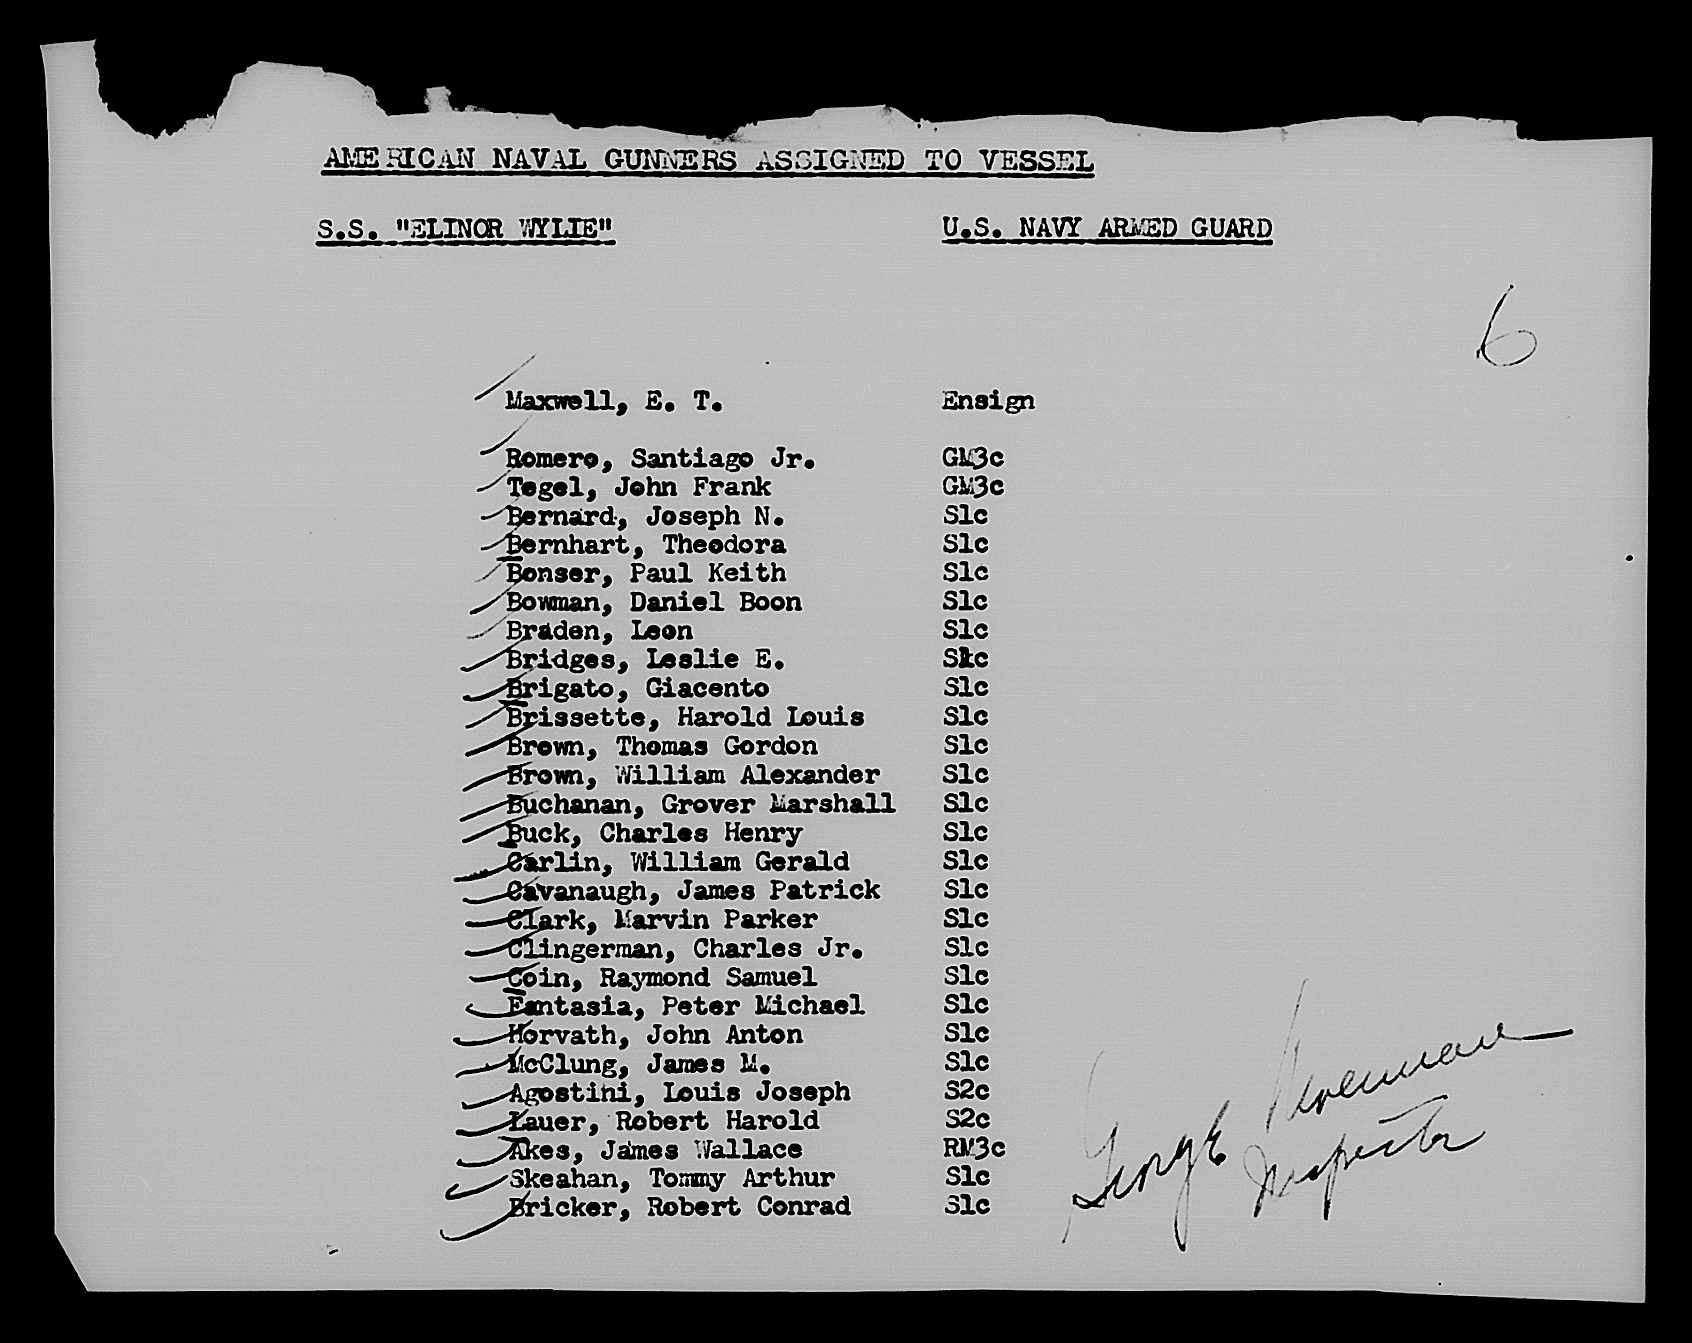 AMERICAN NAVAL GUNNERS ASSIGNED TO VESSEL
S.S. "ELINOR WYLIE" U.S. NAVY ARMED GUARD
6
Maxwell, E. T. Ensign
Romero, Santiago Jr. GM3c
Tegel, John Frank GM3c
Bernard, Joseph N. S1c
Bernhart, Theodora S1c
Bonser, Paul Keith S1c
Bowman, Daniel Boon S1c
Braden, Leon S1c
Bridges, Leslie E. S1c
Brigato, Giacento S1c
Brissette, Harold Louis S1c
Brown, Thomas Gordon S1c
Brown, William Alexander S1c
Buchanan, Grover Marshall S1c
Buck, Charles Henry S1c
Carlin, William Gerald S1c
Cavanaugh, James Patrick S1c
Clark, Marvin Parker S1c
Clingerman, Charles Jr. S1c
Coin, Raymond Samuel S1c
Fantasia, Peter Michael S1c
Horvath, John Anton S1c
McClung, James M. S1c
Agostini, Louis Joseph S2c
Lauer, Robert Harold S2c
Akes, James Wallace RM3c
Skeahan, Tommy Arthur S1c
Bricker, Robert Conrad S1c
George
Inspector